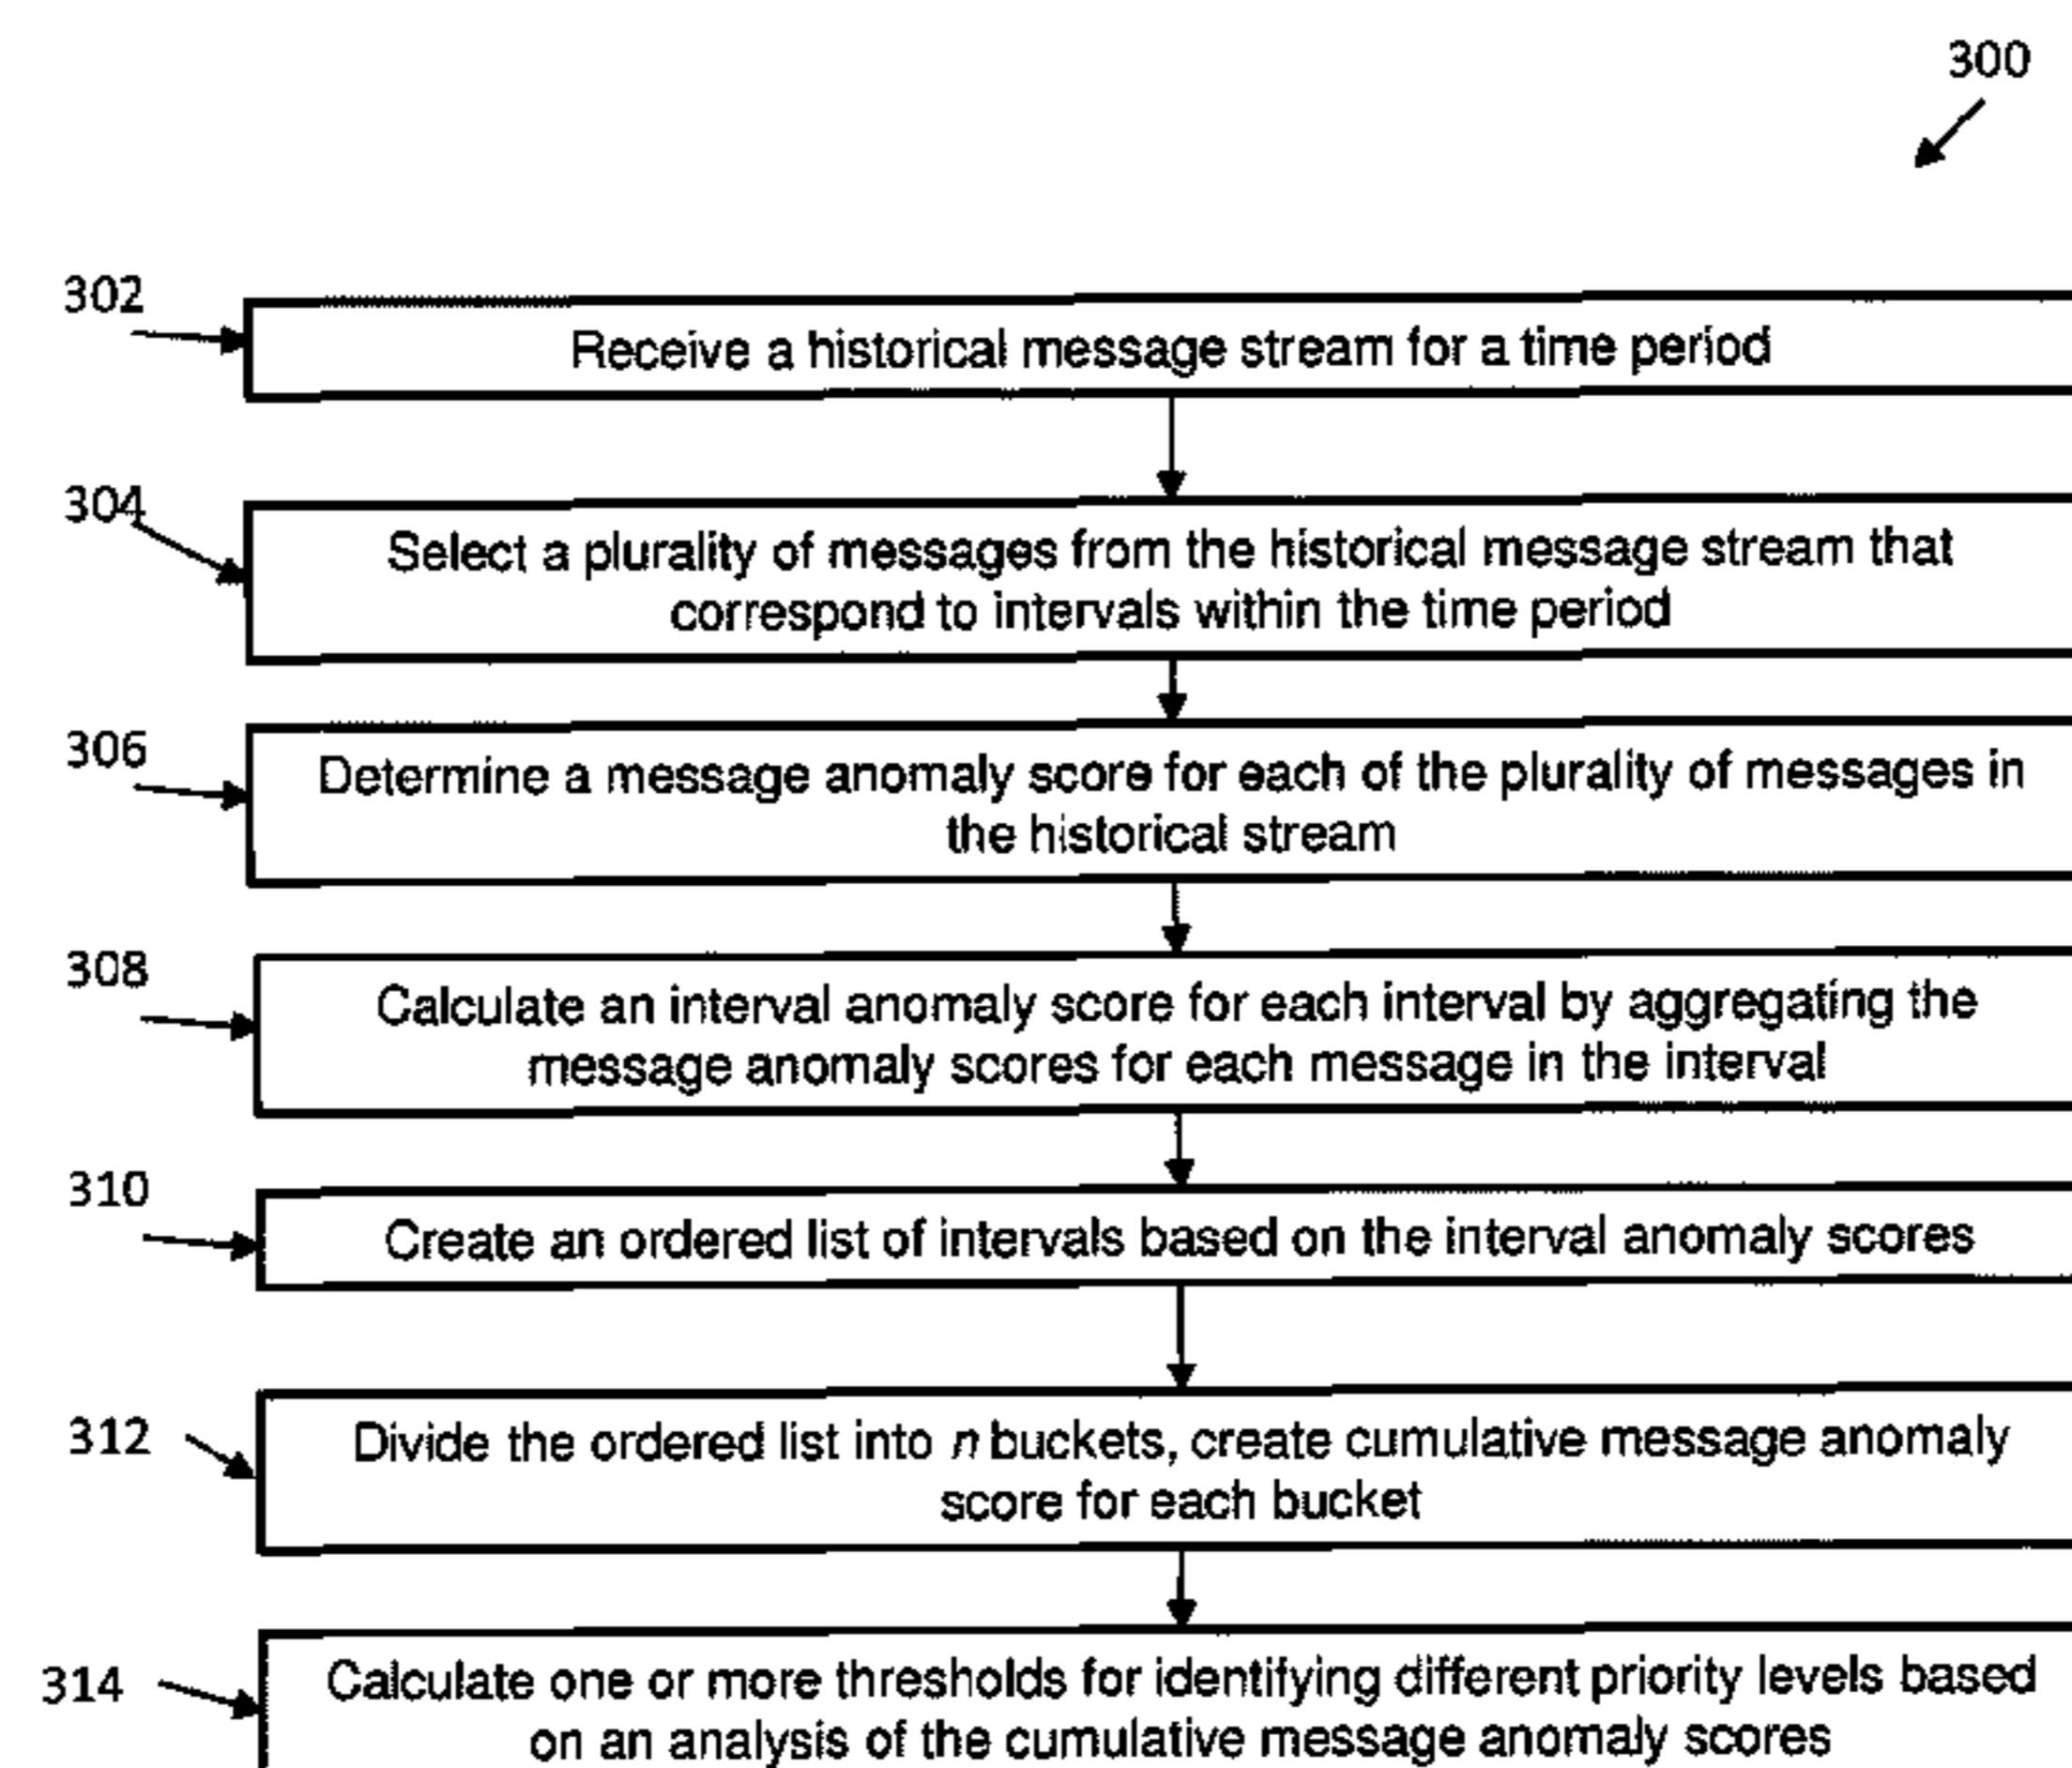 300
302
Receive a historical message stream for a time period
304
Select a plurality of messages from the historical message stream that
correspond to intervals within the time period
306
Determine a message anomaly score for each of the plurality of messages in
the historical stream
308
Calculate an interval anomaly score for each interval by aggregating the
message anomaly scores for each message in the interval
310
Create an ordered list of intervals based on the interval anomaly scores
312
Divide the ordered list into n buckets, create cumulative message anomaly
score for each bucket
314
Calculate one or more thresholds for identifying different priority levels based
on an analysis of the cumulative message anomaly scores